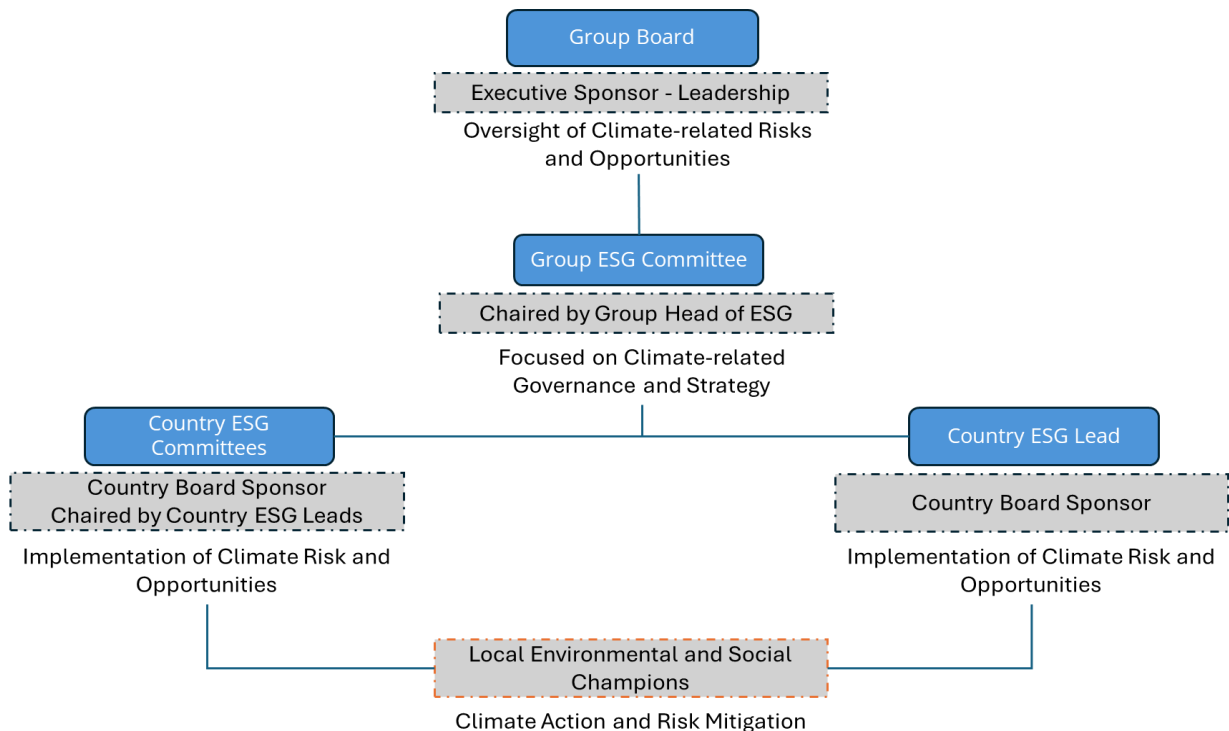 Group Board
Executive Sponsor - Leadership
Oversight of Climate-related Risks
and Opportunities
Group ESG Committee
Chaired by Group Head of ESG
Focused on Climate-related
Governance and Strategy
Country ESG
Committees
Country Board Sponsor
Chaired by Country ESG Leads
Implementation of Climate Risk and
Opportunities
Country ESG Lead
Country Board Sponsor
Implementation of Climate Risk and
Opportunities
Local Environmental and Social
Champions
Climate Action and Risk Mitigation